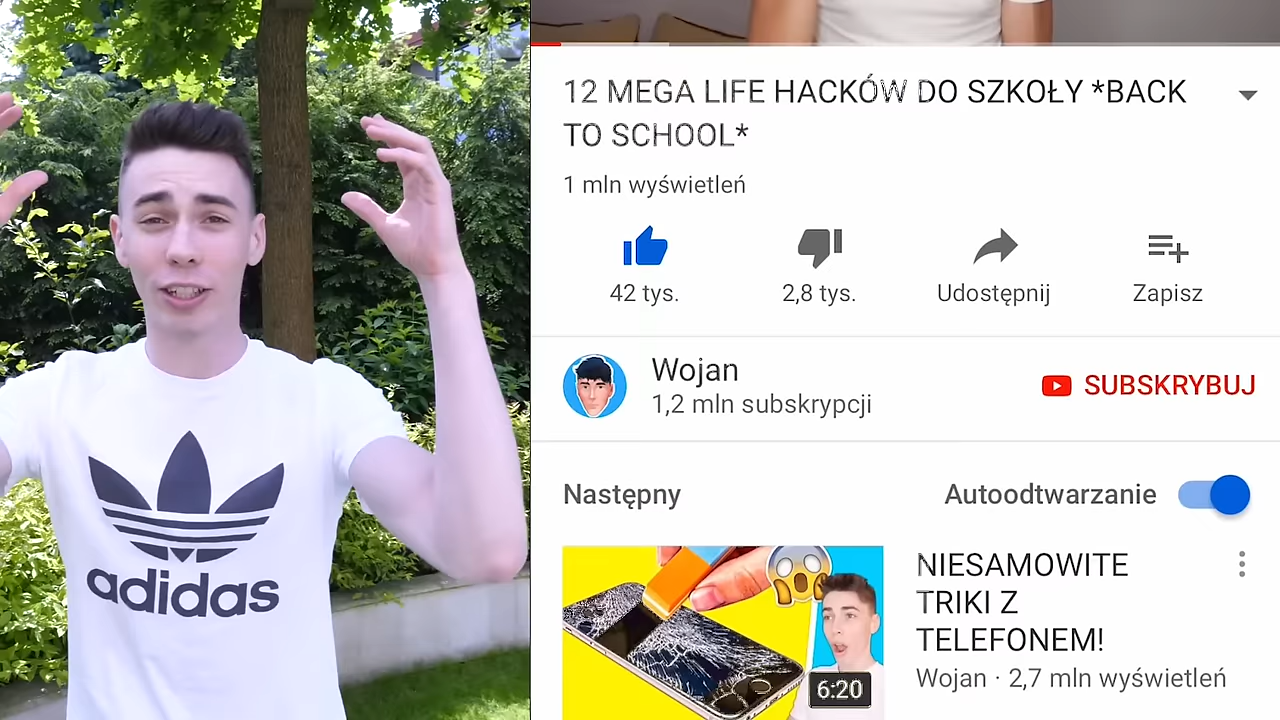 adidas
12 MEGA LIFE HACKÓW DO SZKOŁY *BACK
TO SCHOOL*
1 mln wyświetleń
42 tys.
2,8 tys.
Udostępnij
Zapisz
Wojan
1,2 mln subskrypcji
SUBSKRYBUJ
Następny
Autoodtwarzanie
6:20
NIESAMOWITE
TRIKI Z
TELEFONEM!
Wojan · 2,7 mln wyświetleń